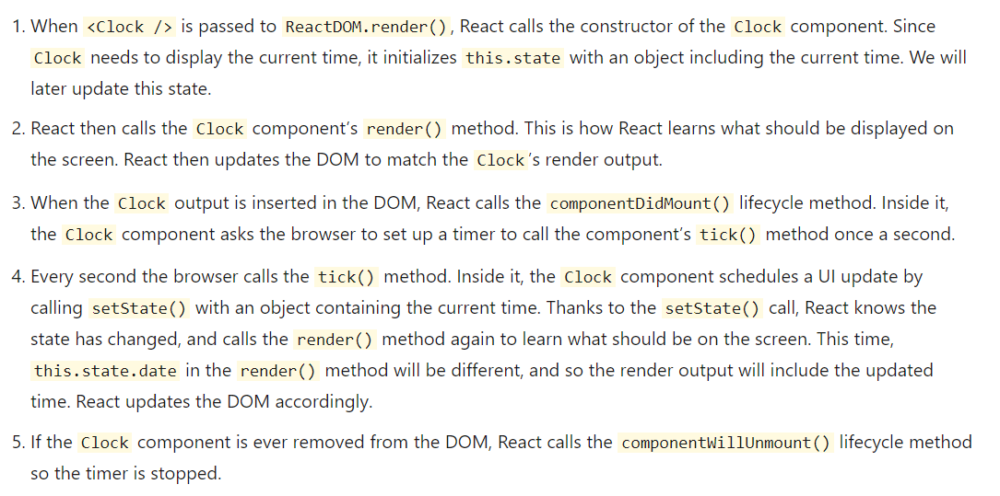 1. When <Clock /> is passed to ReactDOM.render(), React calls the constructor of the Clock component. Since
Clock needs to display the current time, it initializes this.state with an object including the current time. We will
later update this state.
2. React then calls the Clock component's render() method. This is how React learns what should be displayed on
the screen. React then updates the DOM to match the Clock's render output.
3. When the Clock output is inserted in the DOM, React calls the componentDidMount() lifecycle method. Inside it,
the Clock component asks the browser to set up a timer to call the component's tick() method once a second.
4. Every second the browser calls the tick() method. Inside it, the Clock component schedules a UI update by
calling setState() with an object containing the current time. Thanks to the setState() call, React knows the
state has changed, and calls the render() method again to learn what should be on the screen. This time,
this.state.date in the render() method will be different, and so the render output will include the updated
time. React updates the DOM accordingly.
5. If the Clock component is ever removed from the DOM, React calls the componentWillUnmount() lifecycle method
so the timer is stopped.